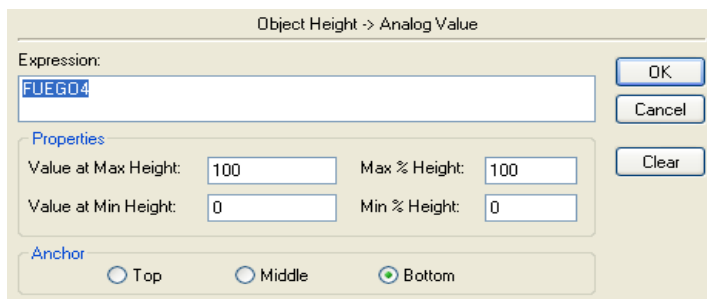 Object Height -> Analog Value
Expression:
FUEGO4
OK
Cancel
Clear
Properties
Value at Max Height: 100 Max % Height: 100
Value at Min Height: 0 Min % Height: 0
Anchor
Top Middle Bottom